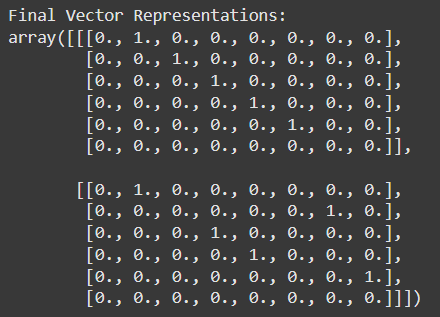 Final Vector Representations:
array([[[0., 1., 0., 0., 0., 0., 0., 0.],
[0., 0., 1., 0., 0., 0., 0., 0.],
[0., 0., 0., 1., 0., 0., 0., 0.],
[0., 0., 0., 0., 1., 0., 0., 0.],
[0., 0., 0., 0., 0., 1., 0., 0.],
[0., 0., 0., 0., 0., 0., 0., 0.]],
[[0., 1., 0., 0., 0., 0., 0., 0.],
[0., 0., 0., 0., 0., 0., 1., 0.],
[0., 0., 0., 1., 0., 0., 0., 0.],
[0., 0., 0., 0., 1., 0., 0., 0.],
[0., 0., 0., 0., 0., 0., 0., 1.],
[0., 0., 0., 0., 0., 0., 0., 0.]]])